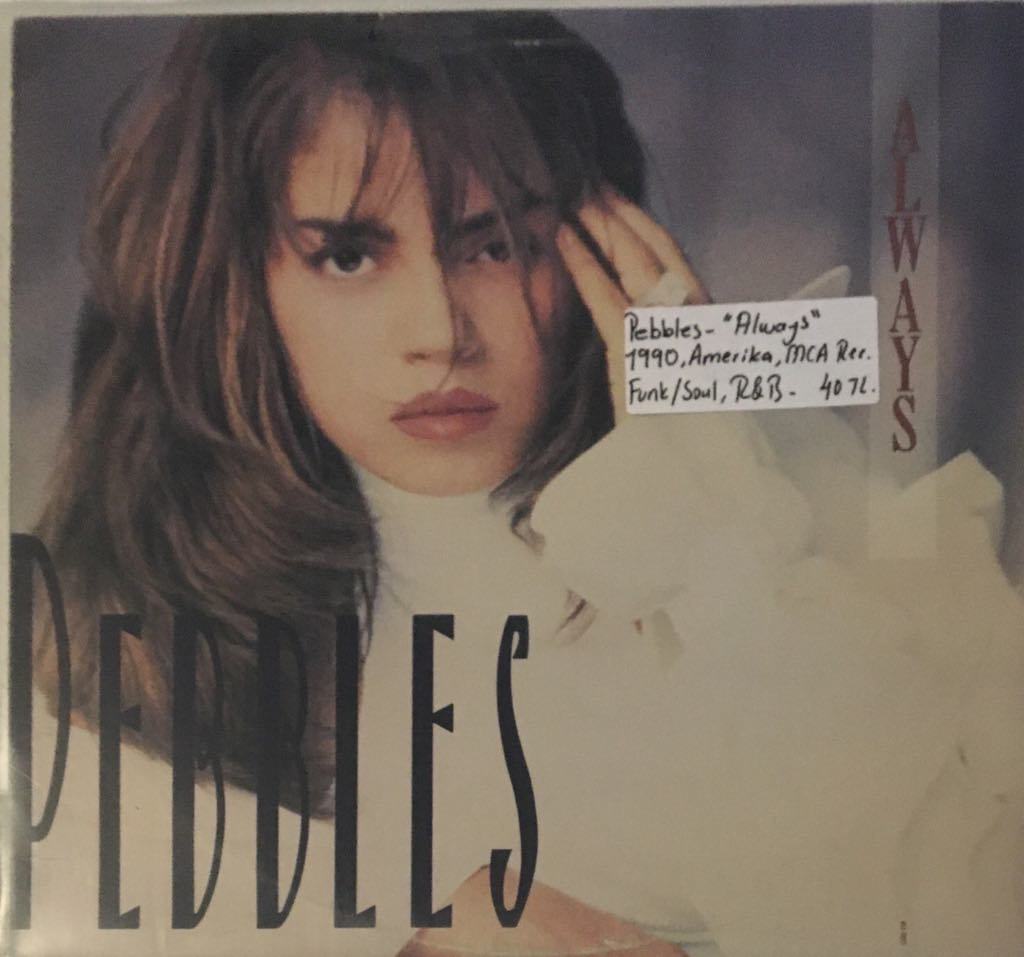 ALWAYS
Pebbles - "Always"
1990, Amerika, MCA Rec.
Funk/Soul, R&B - 40 TL.
PEBBLES